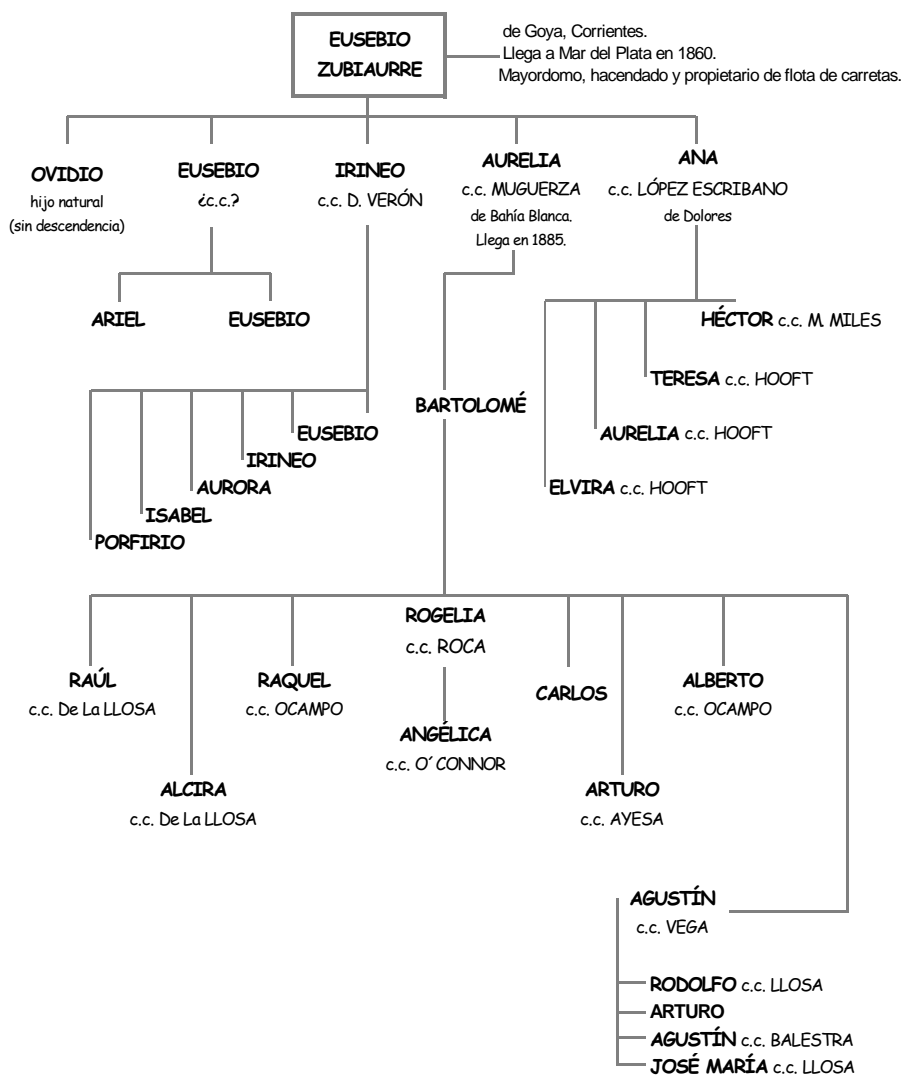 EUSEBIO
ZUBIAURRE
de Goya, Corrientes.
Llega a Mar del Plata en 1860.
Mayordomo, hacendado y propietario de flota de carretas.
OVIDIO
hijo natural
(sin descendencia)
EUSEBIO
¿c.c.?
IRINEO
c.c. D. VERÓN
AURELIA
c.c. MUGUERZA
de Bahía Blanca.
Llega en 1885.
ANA
c.c. LÓPEZ ESCRIBANO
de Dolores
ARIEL
EUSEBIO
HÉCTOR c.c. M. MILES
TERESA c.c. HOOFT
AURELIA c.c. HOOFT
ELVIRA c.c. HOOFT
BARTOLOMÉ
EUSEBIO
IRINEO
AURORA
ISABEL
PORFIRIO
ROGELIA
c.c. ROCA
RAÚL
c.c. De La LLOSA
RAQUEL
c.c. OCAMPO
CARLOS
ALBERTO
c.c. OCAMPO
ANGÉLICA
c.c. O´CONNOR
ALCIRA
c.c. De La LLOSA
ARTURO
c.c. AYESA
AGUSTÍN
c.c. VEGA
RODOLFO c.c. LLOSA
ARTURO
AGUSTÍN c.c. BALESTRA
JOSÉ MARÍA c.c. LLOSA